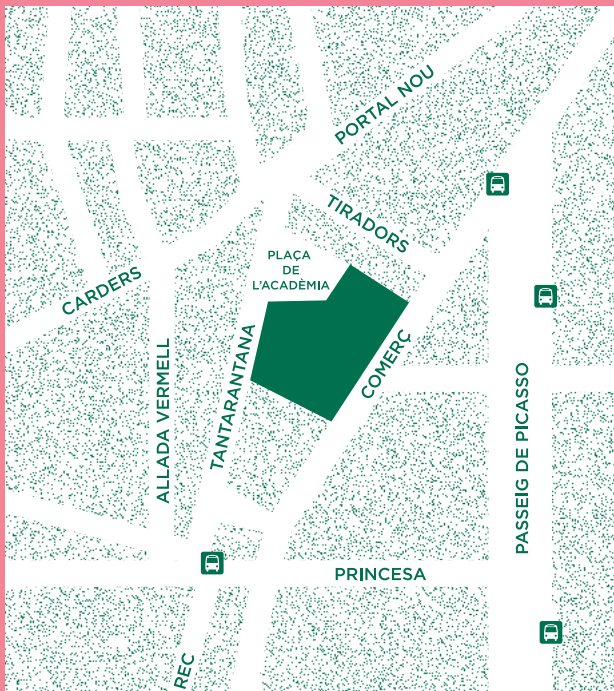 PORTAL NOU
TIRADORS
PLAÇA
DE
L'ACADÈMIA
CARDERS
TANTARANTANA
COMERÇ
ALLADA VERMELL
PASSEIG DE PICASSO
PRINCESA
REC